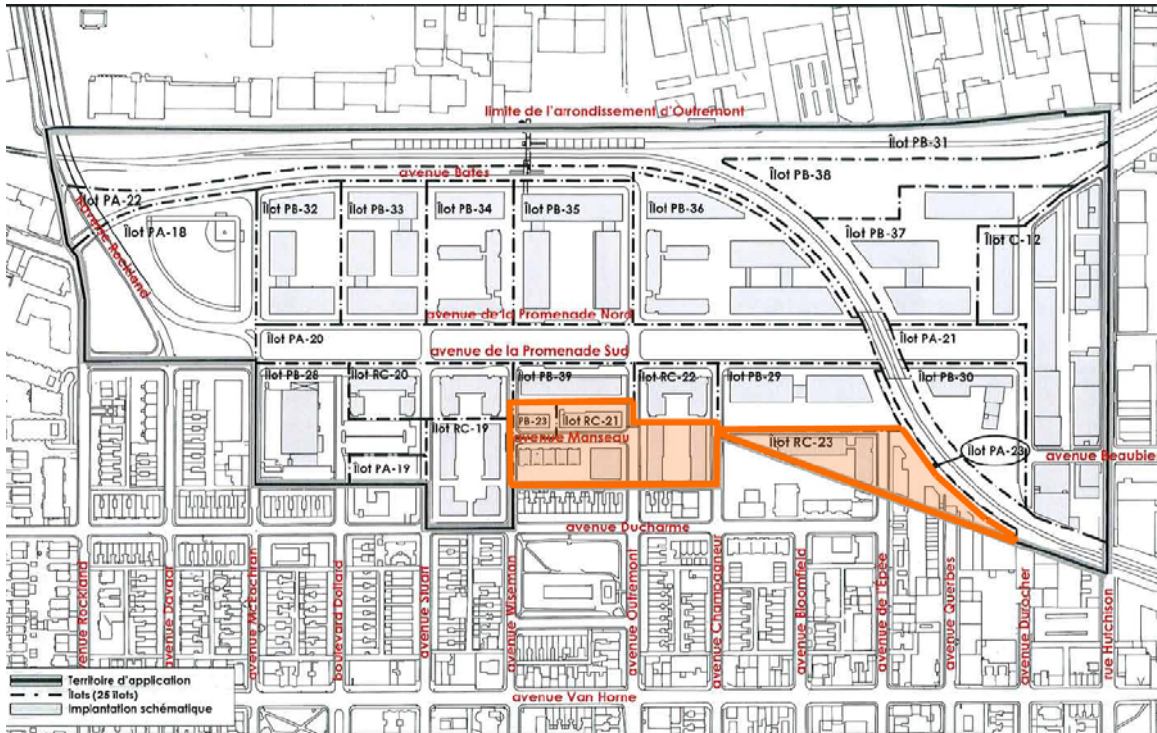 limite de l'arrondissement d'Outremont
Îlot PB-31
avenue Bates
Îlot PB-38
Îlot PA-22
Îlot PA-18
Îlot PB-32
Îlot PB-33
Îlot PB-34
Îlot PB-35
Îlot PB-36
Îlot PB-37
Îlot C-12
Rockland
avenue de la Promenade Nord
Îlot PA-20
avenue de la Promenade Sud
Îlot PA-21
Îlot PB-28
Îlot RC-20
Îlot PB-39
Îlot RC-22
Îlot PB-29
Îlot PB-30
PB-23
Îlot RC-21
Îlot RC-19
avenue Manseau
Îlot RC-23
Îlot PA-23
avenue Beaubie
Îlot PA-19
avenue Ducharme
avenue Rockland
avenue Davaar
avenue McEachran
boulevard Dollard
avenue Stuart
avenue Wiseman
avenue Outremont
avenue Champagneur
avenue Bloomfield
avenue de l'Épée
avenue Querbes
avenue Durocher
rue Hutchison
avenue Van Horne
Territoire d'application
Îlots (25 îlots)
Implantation schématique